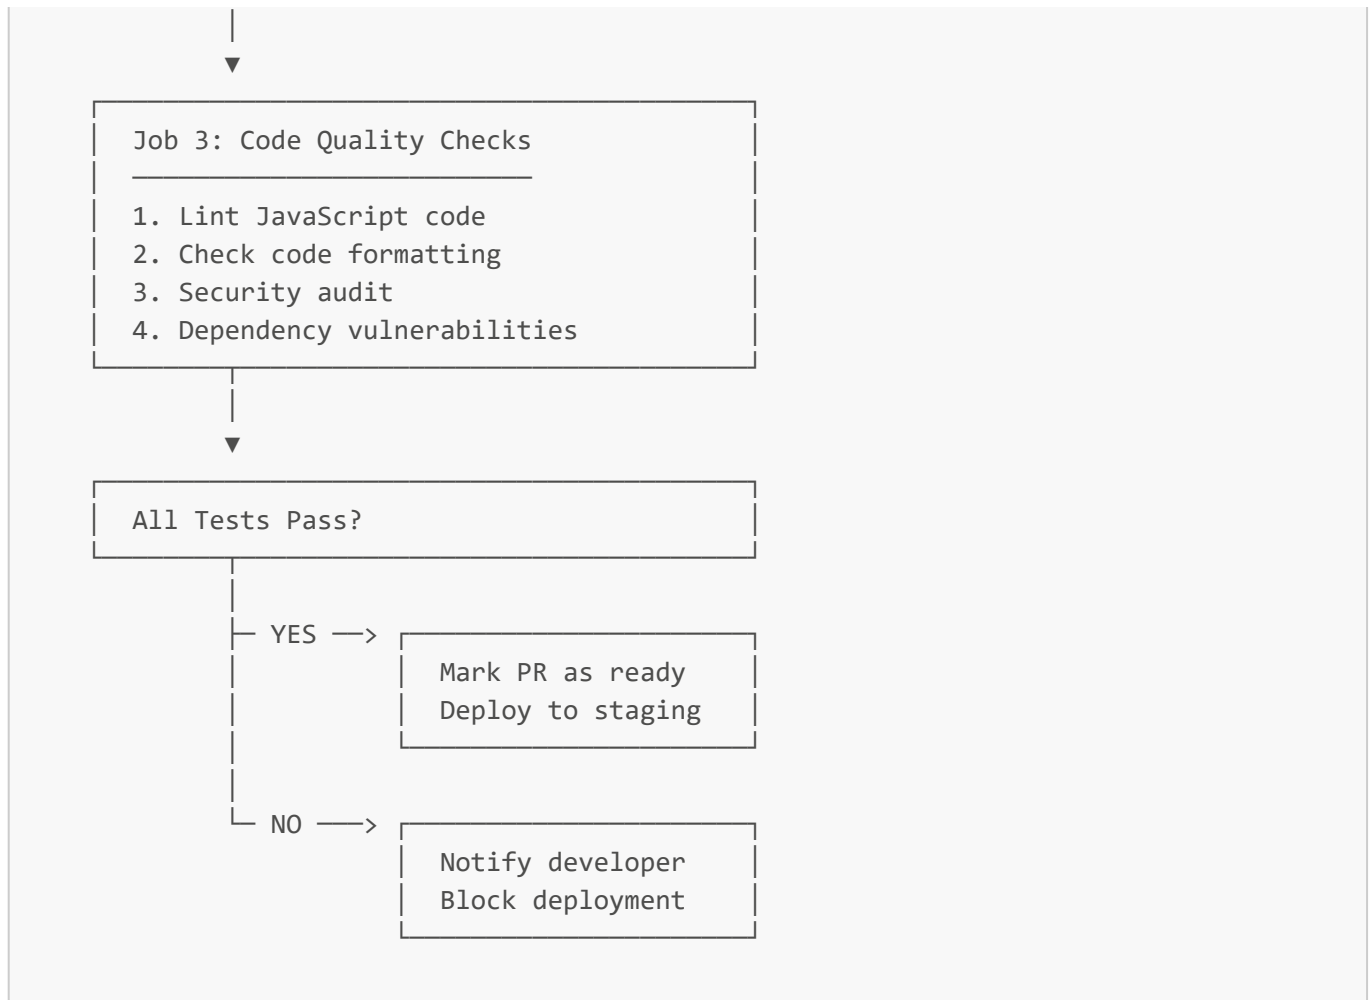 Job 3: Code Quality Checks
1. Lint JavaScript code
2. Check code formatting
3. Security audit
4. Dependency vulnerabilities
All Tests Pass?
YES
Mark PR as ready
Deploy to staging
NO
Notify developer
Block deployment